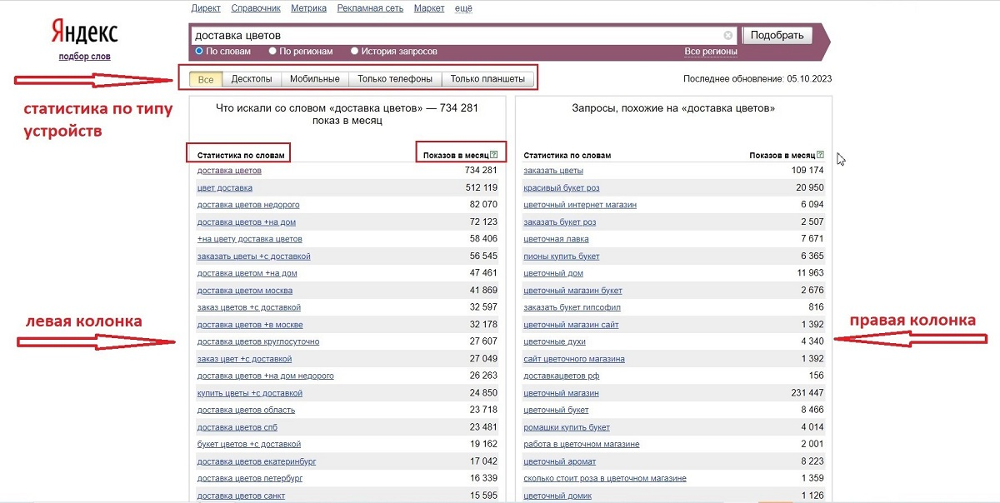 Директ Справочник Метрика Рекламная сеть Маркет ещё
Яндекс
подбор слов
доставка цветов
Подобрать
По словам По регионам История запросов Все регионы
Все Десктопы Мобильные Только телефоны Только планшеты
Последнее обновление: 05.10.2023
статистика по типу
устройств
Что искали со словом «доставка цветов» — 734 281
показ в месяц
Статистика по словам Показов в месяц ?
доставка цветов 734 281
цвет доставка 512 119
доставка цветов недорого 82 070
доставка цветов +на дом 72 123
+на цвету доставка цветов 58 406
заказать цветы +с доставкой 56 545
доставка цветом +на дом 47 461
доставка цветом москва 41 869
заказ цветов +с доставкой 32 597
доставка цветов +в москве 32 178
доставка цветов круглосуточно 27 607
заказ цвет +с доставкой 27 049
доставка цветов +на дом недорого 26 263
купить цветы +с доставкой 24 850
доставка цветов область 23 718
доставка цветов спб 23 481
букет цветов +с доставкой 19 162
доставка цветов екатеринбург 17 042
доставка цветов петербург 16 339
доставка цветов санкт 15 595
левая колонка
Запросы, похожие на «доставка цветов»
Статистика по словам Показов в месяц ?
заказать цветы 109 174
красивый букет роз 20 950
цветочный интернет магазин 6 094
заказать букет роз 2 507
цветочная лавка 7 671
пионы купить букет 6 365
цветочный дом 11 963
цветочный магазин букет 2 676
заказать букет гипсофил 816
цветочный магазин сайт 1 392
цветочные духи 4 340
сайт цветочного магазина 1 392
доставкацветов рф 156
цветочный магазин 231 447
цветочный букет 8 466
ромашки купить букет 4 014
работа в цветочном магазине 2 001
цветочный аромат 8 223
сколько стоит роза в цветочном магазине 1 359
цветочный домик 1 126
правая колонка